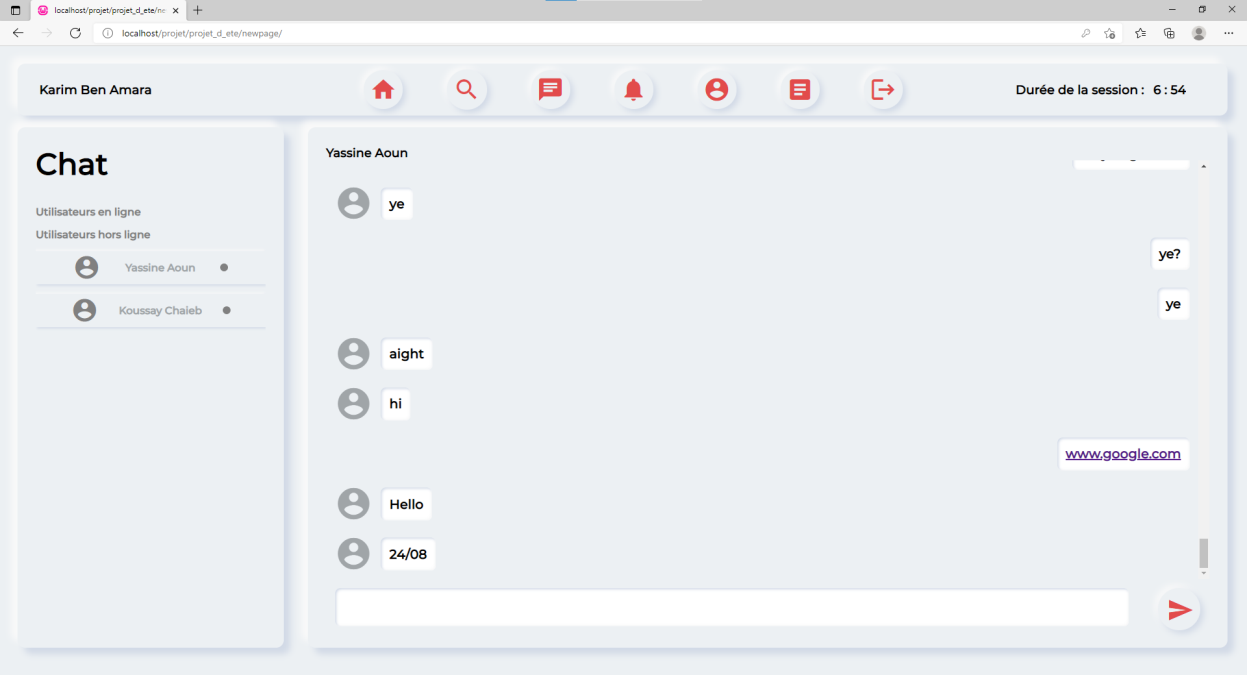 localhost/projet/projet_d_ete/ne
localhost/projet/projet_d_ete/newpage/
Karim Ben Amara
Durée de la session : 6 : 54
Chat
Utilisateurs en ligne
Utilisateurs hors ligne
Yassine Aoun
Koussay Chaieb
Yassine Aoun
ye
ye?
ye
aight
hi
www.google.com
Hello
24/08